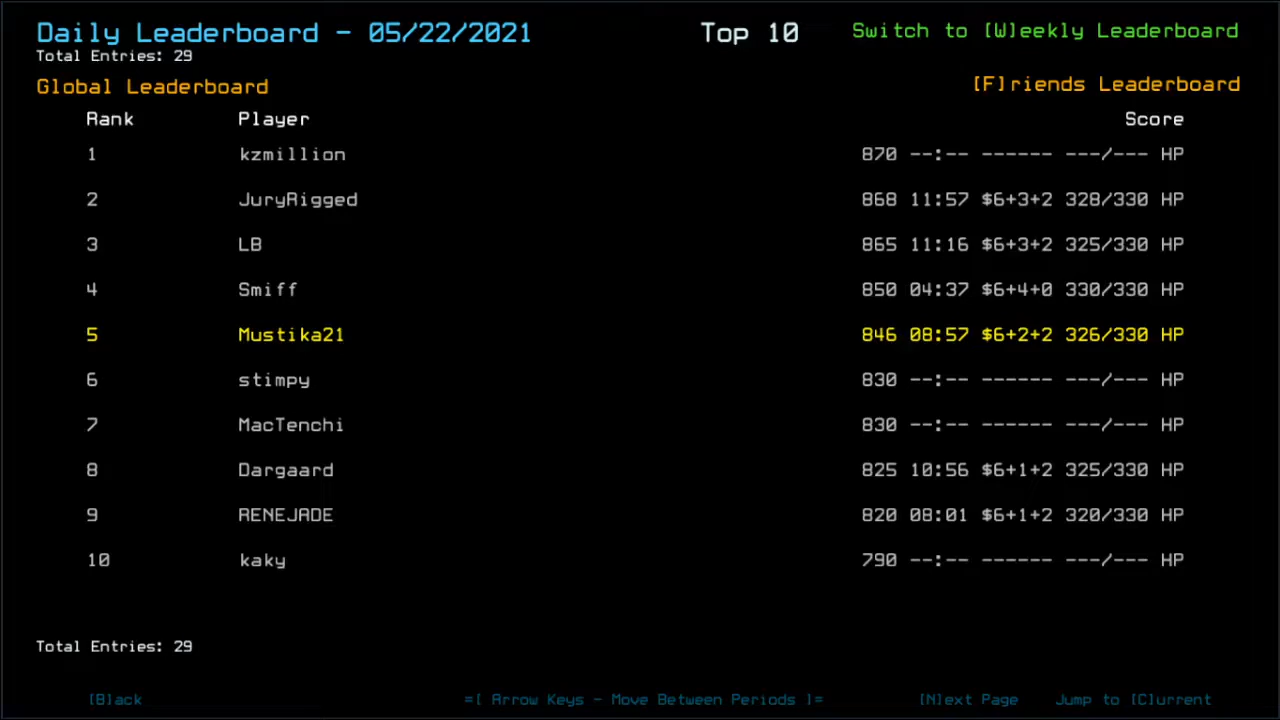 Daily Leaderboard - 05/22/2021 Top 10 Switch to [W]eekly Leaderboard
Total Entries: 29
Global Leaderboard [F]riends Leaderboard
Rank Player Score
1 kzmillion 870 --:-- ------ ---/--- HP
2 JuryRigged 868 11:57 $6+3+2 328/330 HP
3 LB 865 11:16 $6+3+2 325/330 HP
4 Smiff 850 04:37 $6+4+0 330/330 HP
5 Mustika21 846 08:57 $6+2+2 326/330 HP
6 stimpy 830 --:-- ------ ---/--- HP
7 MacTenchi 830 --:-- ------ ---/--- HP
8 Dargaard 825 10:56 $6+1+2 325/330 HP
9 RENEJADE 820 08:01 $6+1+2 320/330 HP
10 kaky 790 --:-- ------ ---/--- HP
Total Entries: 29
[B]ack =[ Arrow Keys - Move Between Periods ]= [N]ext Page Jump to [C]urrent